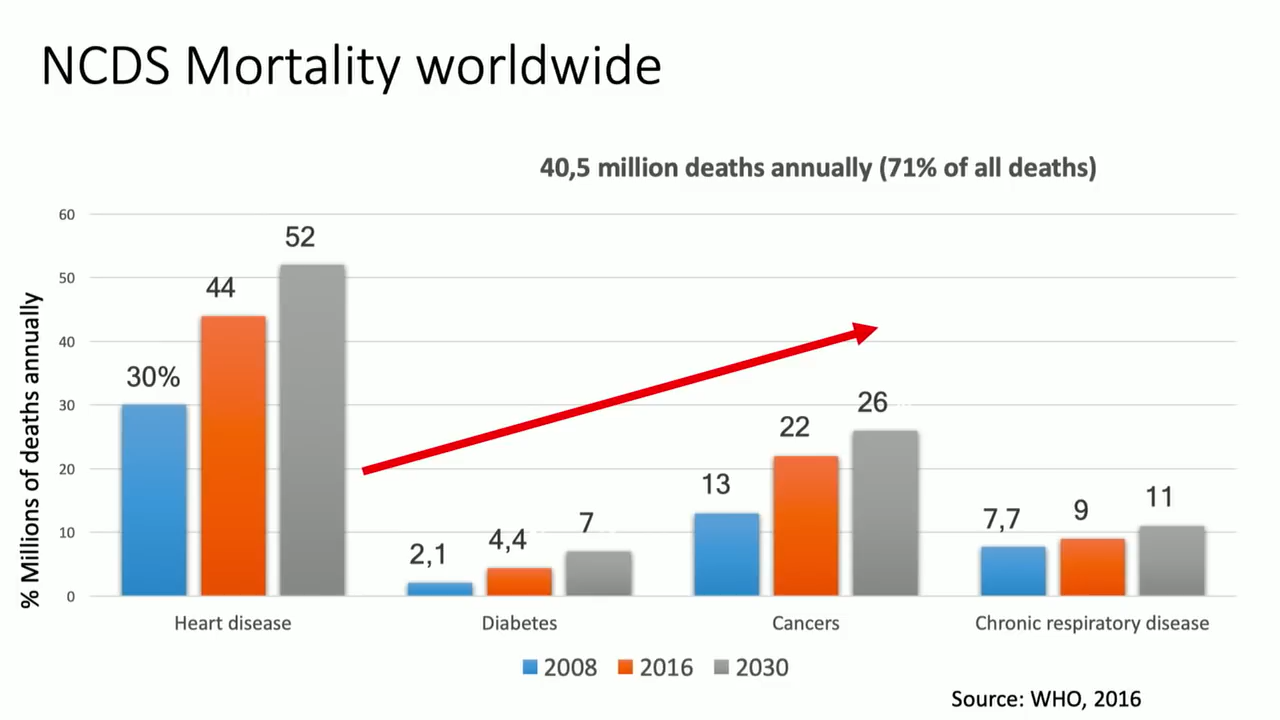 NCDS Mortality worldwide
40,5 million deaths annually (71% of all deaths)
% Millions of deaths annually
60
50
40
30
20
10
0
30%
44
52
2,1
4,4
7
13
22
26
7,7
9
11
Heart disease
Diabetes
Cancers
Chronic respiratory disease
2008
2016
2030
Source: WHO, 2016